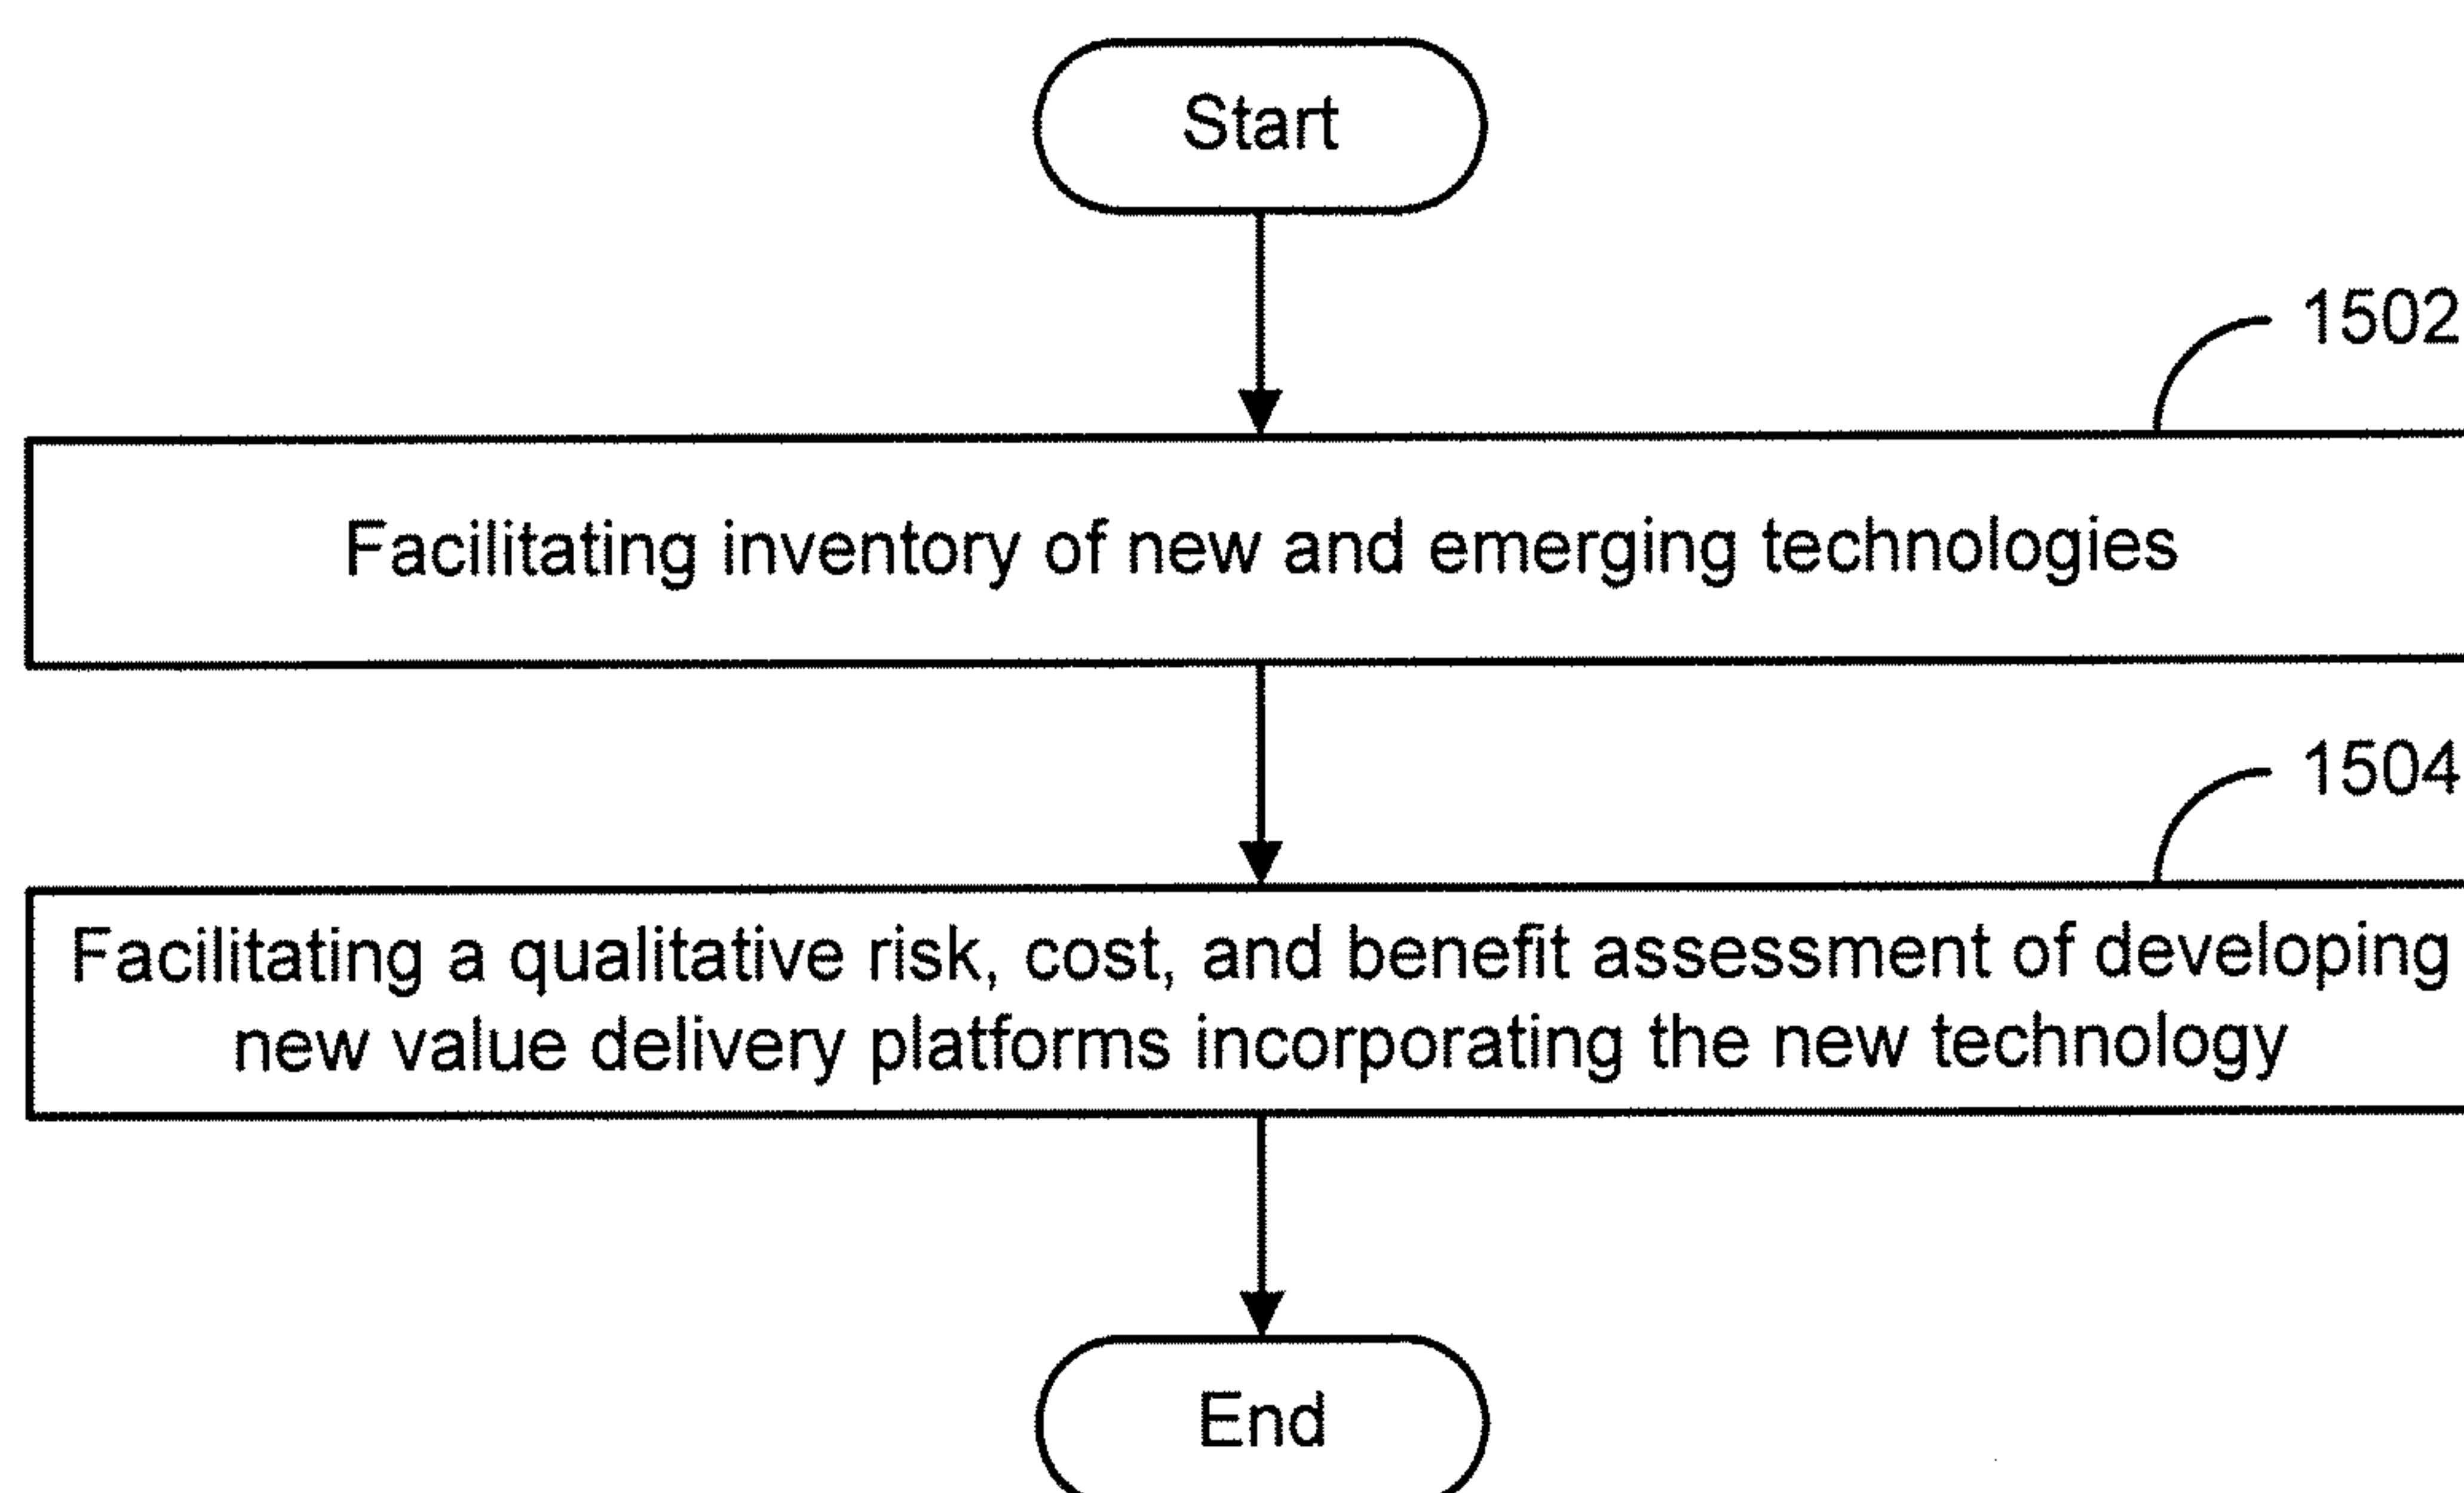 Start
1502
Facilitating inventory of new and emerging technologies
1504
Facilitating a qualitative risk, cost, and benefit assessment of developing
new value delivery platforms incorporating the new technology
End